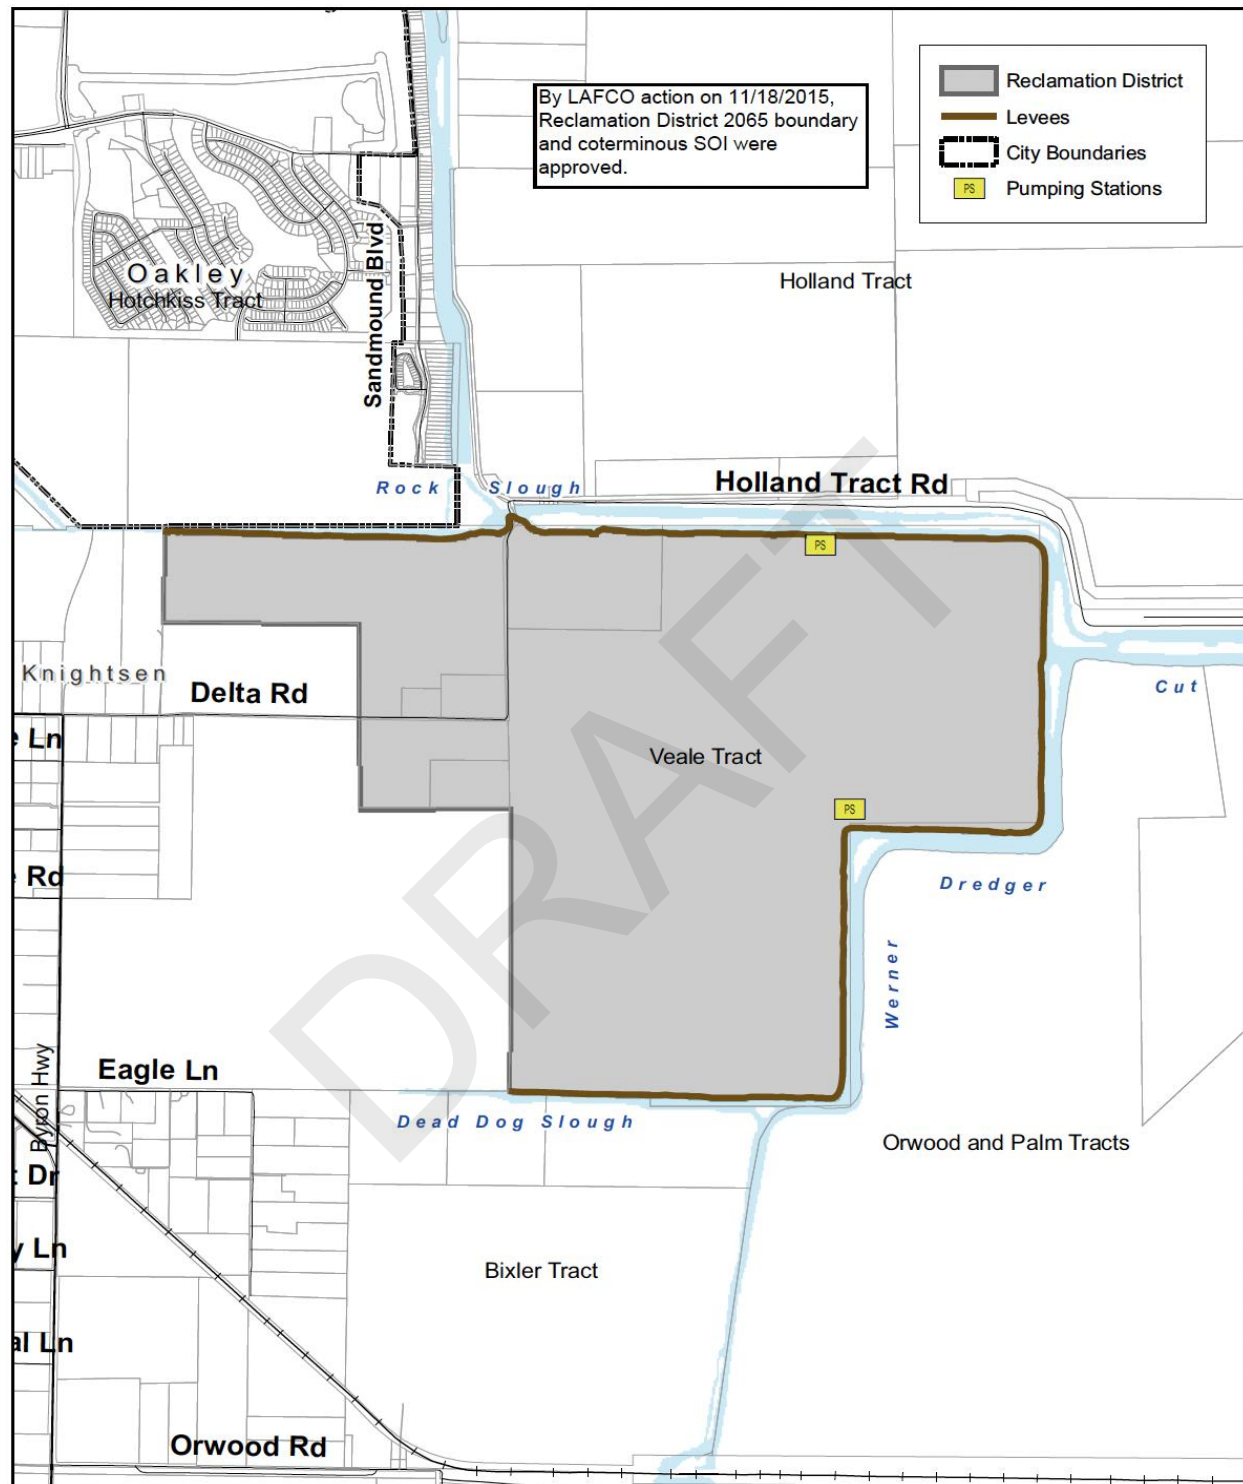 By LAFCO action on 11/18/2015,
Reclamation District 2065 boundary
and coterminous SOI were
approved.
Reclamation District
Levees
City Boundaries
PS
Pumping Stations
Oakley
Hotchkiss Tract
Sandmound Blvd
Holland Tract
Rock Slough
Holland Tract Rd
PS
Knightsen
Delta Rd
Cut
e Ln
Veale Tract
PS
Rd
Dredger
Werner
DRAFT
Eagle Ln
Byron Hwy
Dead Dog Slough
Orwood and Palm Tracts
t Dr
y Ln
Bixler Tract
al Ln
Orwood Rd